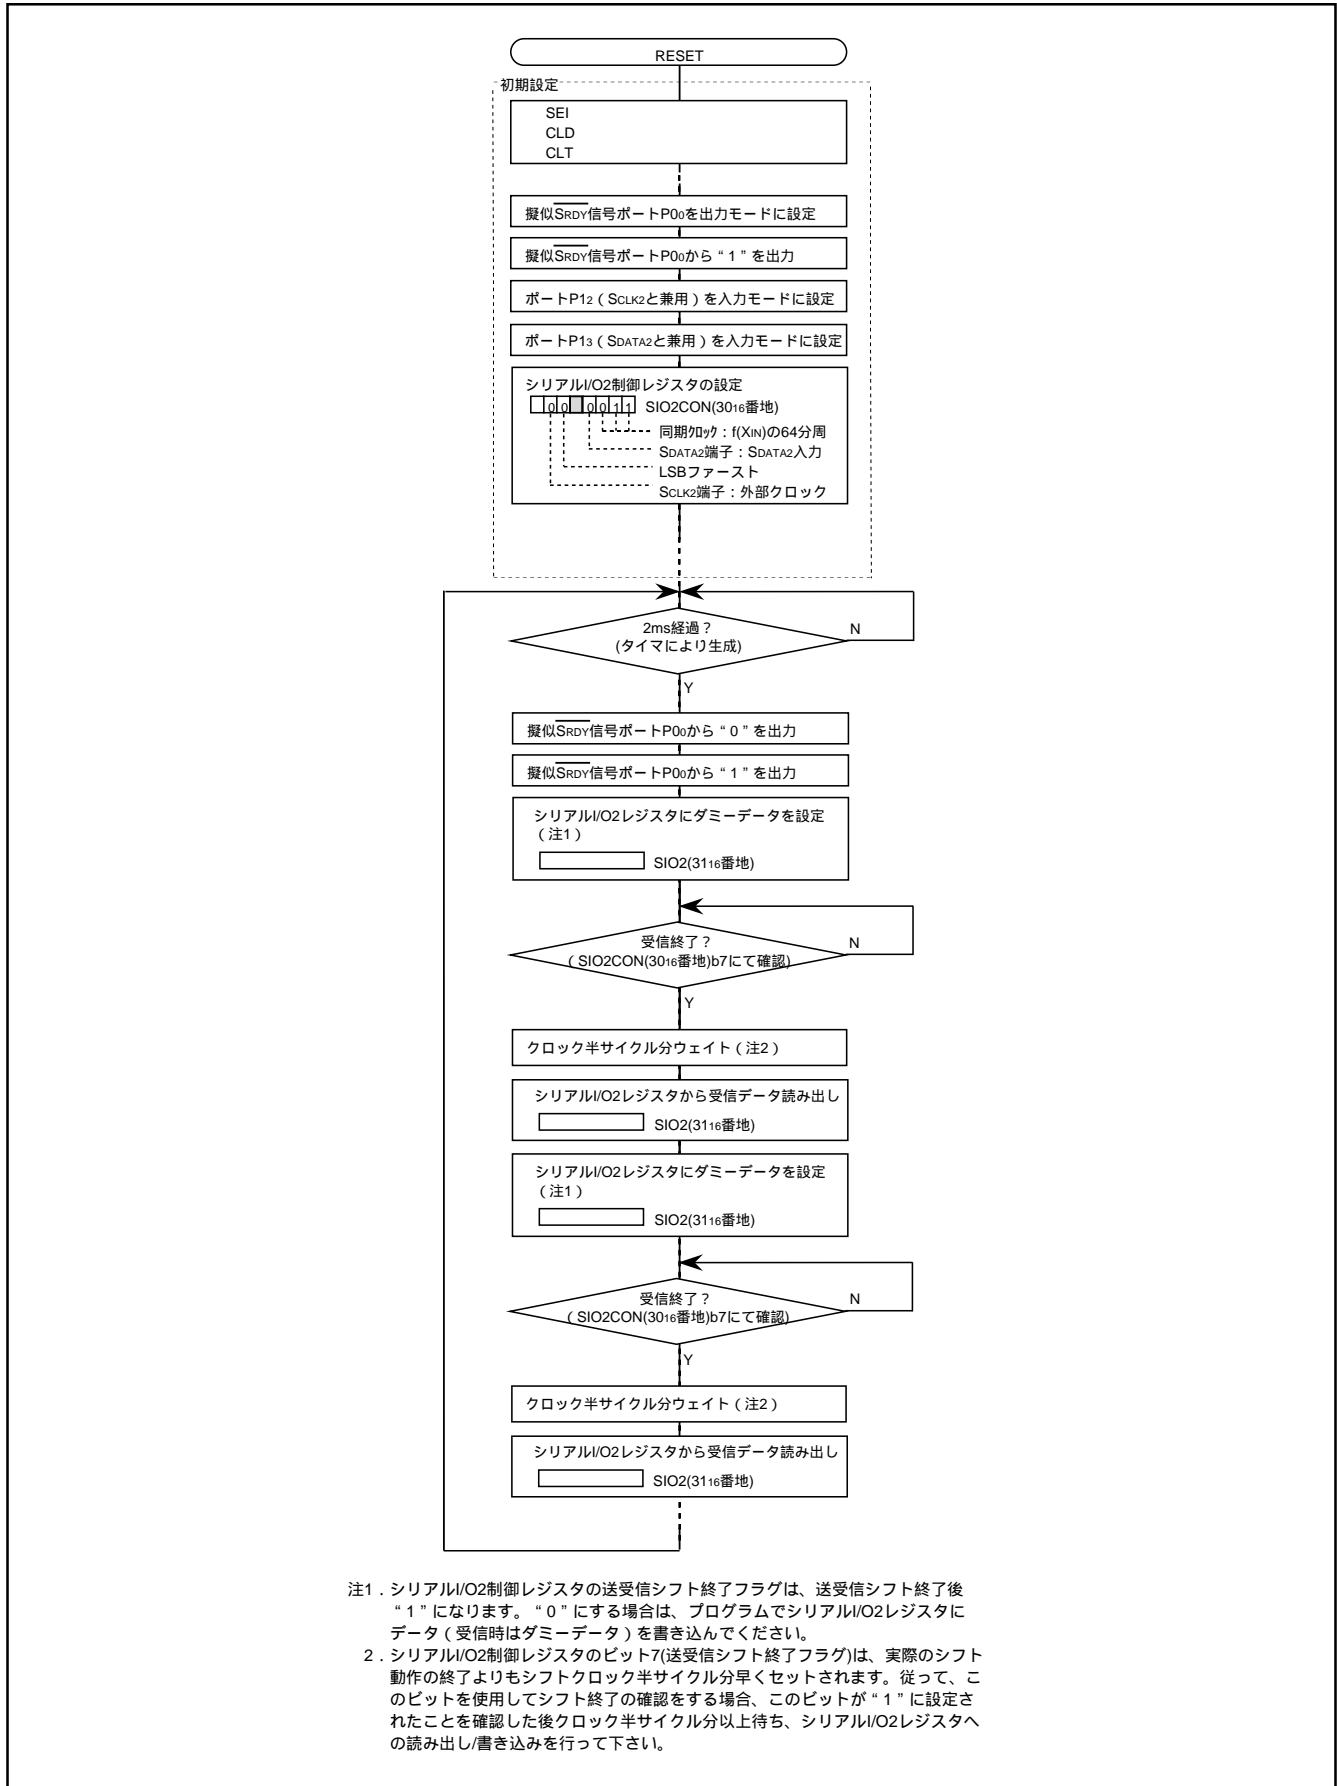 RESET
初期設定
SEI
CLD
CLT
擬似SRDY信号ポートP00を出力モードに設定
擬似SRDY信号ポートP00から“1”を出力
ポートP12（SCLK2と兼用）を入力モードに設定
ポートP13（SDATA2と兼用）を入力モードに設定
シリアルI/O2制御レジスタの設定
0 0 0 0 1 1 SIO2CON(3016番地)
同期クロック：f(XIN)の64分周
SDATA2端子：SDATA2入力
LSBファースト
SCLK2端子：外部クロック
2ms経過？
(タイマにより生成)
N
Y
擬似SRDY信号ポートP00から“0”を出力
擬似SRDY信号ポートP00から“1”を出力
シリアルI/O2レジスタにダミーデータを設定
（注1）
SIO2(3116番地)
受信終了？
（SIO2CON(3016番地)b7にて確認)
N
Y
クロック半サイクル分ウェイト（注2）
シリアルI/O2レジスタから受信データ読み出し
SIO2(3116番地)
シリアルI/O2レジスタにダミーデータを設定
（注1）
SIO2(3116番地)
受信終了？
（SIO2CON(3016番地)b7にて確認)
N
Y
クロック半サイクル分ウェイト（注2）
シリアルI/O2レジスタから受信データ読み出し
SIO2(3116番地)
注1．シリアルI/O2制御レジスタの送受信シフト終了フラグは、送受信シフト終了後
“1”になります。“0”にする場合は、プログラムでシリアルI/O2レジスタに
データ（受信時はダミーデータ）を書き込んでください。
2．シリアルI/O2制御レジスタのビット7(送受信シフト終了フラグ)は、実際のシフト
動作の終了よりもシフトクロック半サイクル分早くセットされます。従って、こ
のビットを使用してシフト終了の確認をする場合、このビットが“1”に設定さ
れたことを確認した後クロック半サイクル分以上待ち、シリアルI/O2レジスタへ
の読み出し/書き込みを行って下さい。